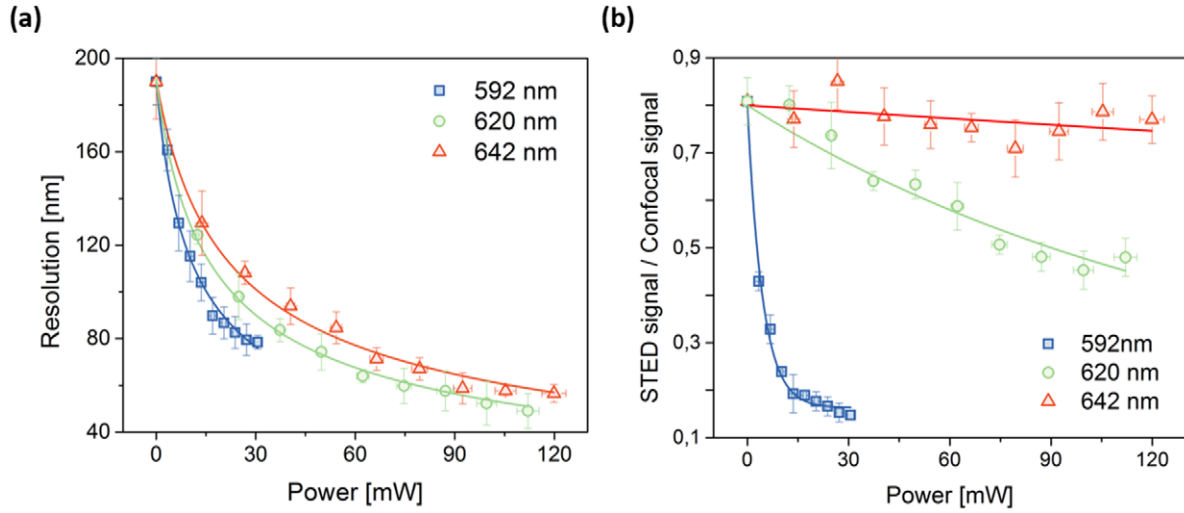 (a)
200
160
120
80
40
Resolution [nm]
592 nm
620 nm
642 nm
0
30
60
90
120
Power [mW]
(b)
0,9
0,7
0,5
0,3
0,1
STED signal / Confocal signal
592nm
620 nm
642 nm
0
30
60
90
120
Power [mW]